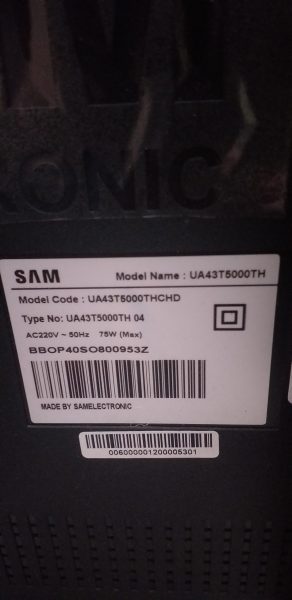 RONIC
SAM Model Name : UA43T5000TH
Model Code : UA43T5000THCHD
Type No: UA43T5000TH 04
AC220V ~ 50Hz 75W (Max)
BBOP40SO800953Z
MADE BY SAMELECTRONIC
006000001200005301